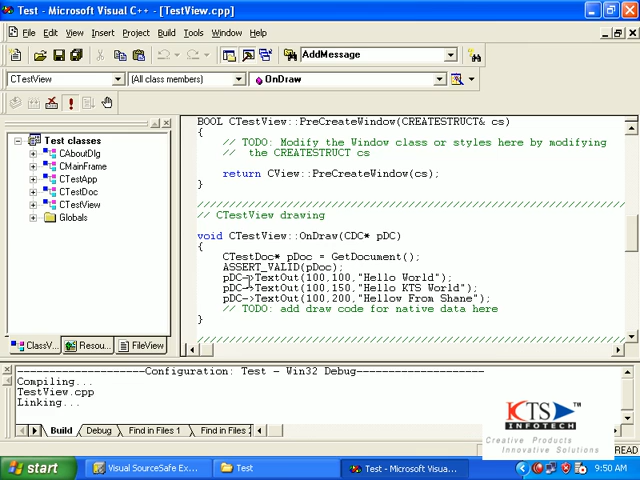 Test - Microsoft Visual C++ - [TestView.cpp]
File Edit View Insert Project Build Tools Window Help
AddMessage
CTestView (All class members) OnDraw
Test classes
CAboutDlg
CMainFrame
CTestApp
CTestDoc
CTestView
Globals
ClassV... Resou... FileView
BOOL CTestView::PreCreateWindow(CREATESTRUCT& cs)
{
// TODO: Modify the Window class or styles here by modifying
// the CREATESTRUCT cs
return CView::PreCreateWindow(cs);
}
/////////////////////////////////////////////////////////////////
// CTestView drawing
void CTestView::OnDraw(CDC* pDC)
{
CTestDoc* pDoc = GetDocument();
ASSERT_VALID(pDoc);
pDC->TextOut(100,100,"Hello World");
pDC->TextOut(100,150,"Hello KTS World");
pDC->TextOut(100,200,"Hellow From Shane");
// TODO: add draw code for native data here
}
/////////////////////////////////////////////////////////////////
--------------------Configuration: Test - Win32 Debug--------------------
Compiling...
TestView.cpp
Linking...
Build Debug Find in Files 1 Find in Files 2
KTS
INFOTECH
TM
Creative Products
Innovative Solutions
READ
start Visual SourceSafe Ex... Test Test - Microsoft Visua... 9:50 AM